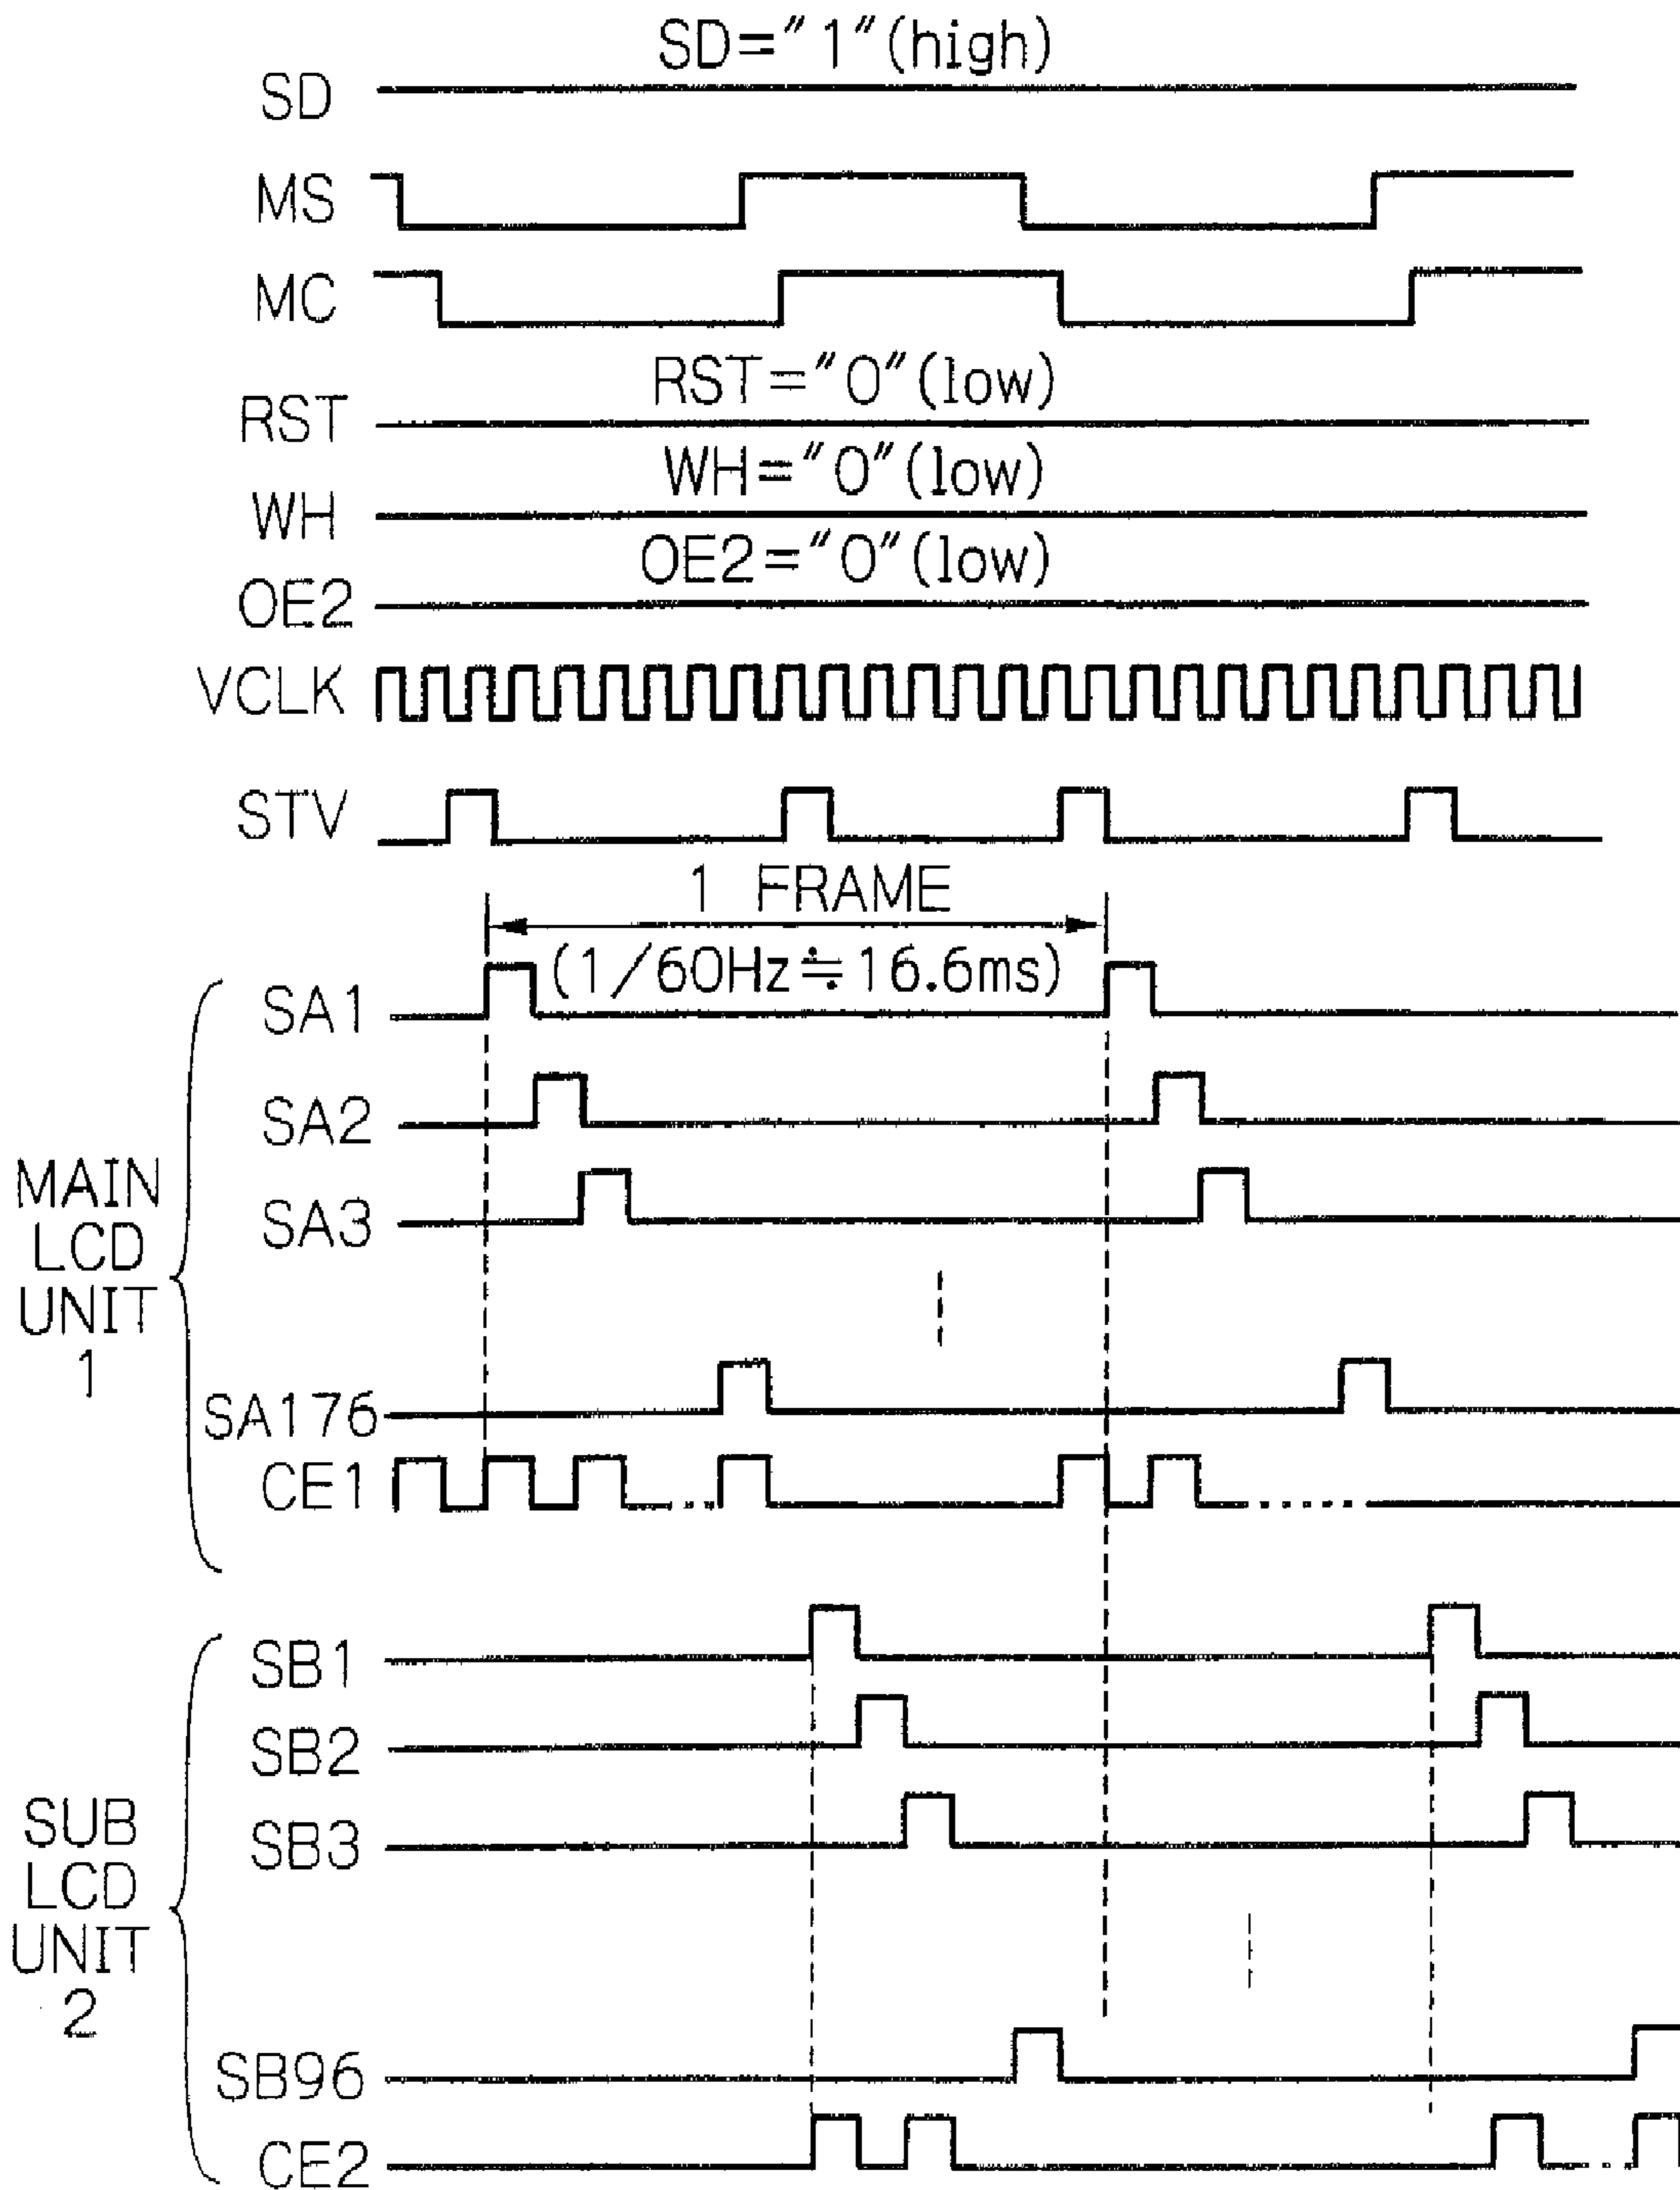 SD="1"(high)
SD
MS
MC
RST="0"(low)
RST
WH="0"(low)
WH
OE2="0"(low)
OE2
VCLK
STV
1 FRAME
(1/60Hz≒16.6ms)
SA1
SA2
SA3
MAIN
LCD
UNIT
1
SA176
CE1
SB1
SB2
SB3
SUB
LCD
UNIT
2
SB96
CE2